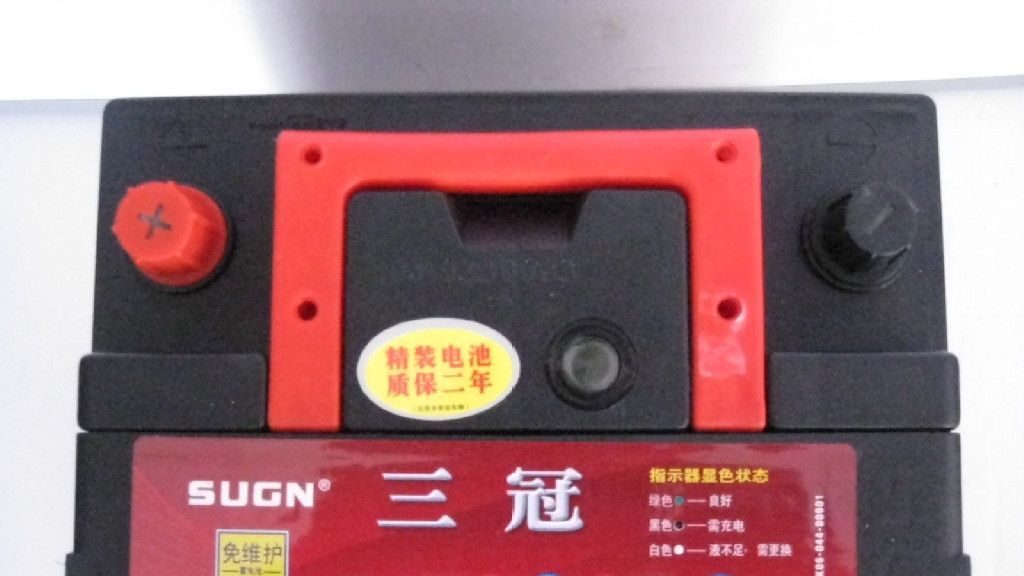 +
精装电池
质保二年
SUGN®
三冠
指示器显色状态
绿色●——良好
黑色●——需充电
白色●——液不足·需更换
免维护